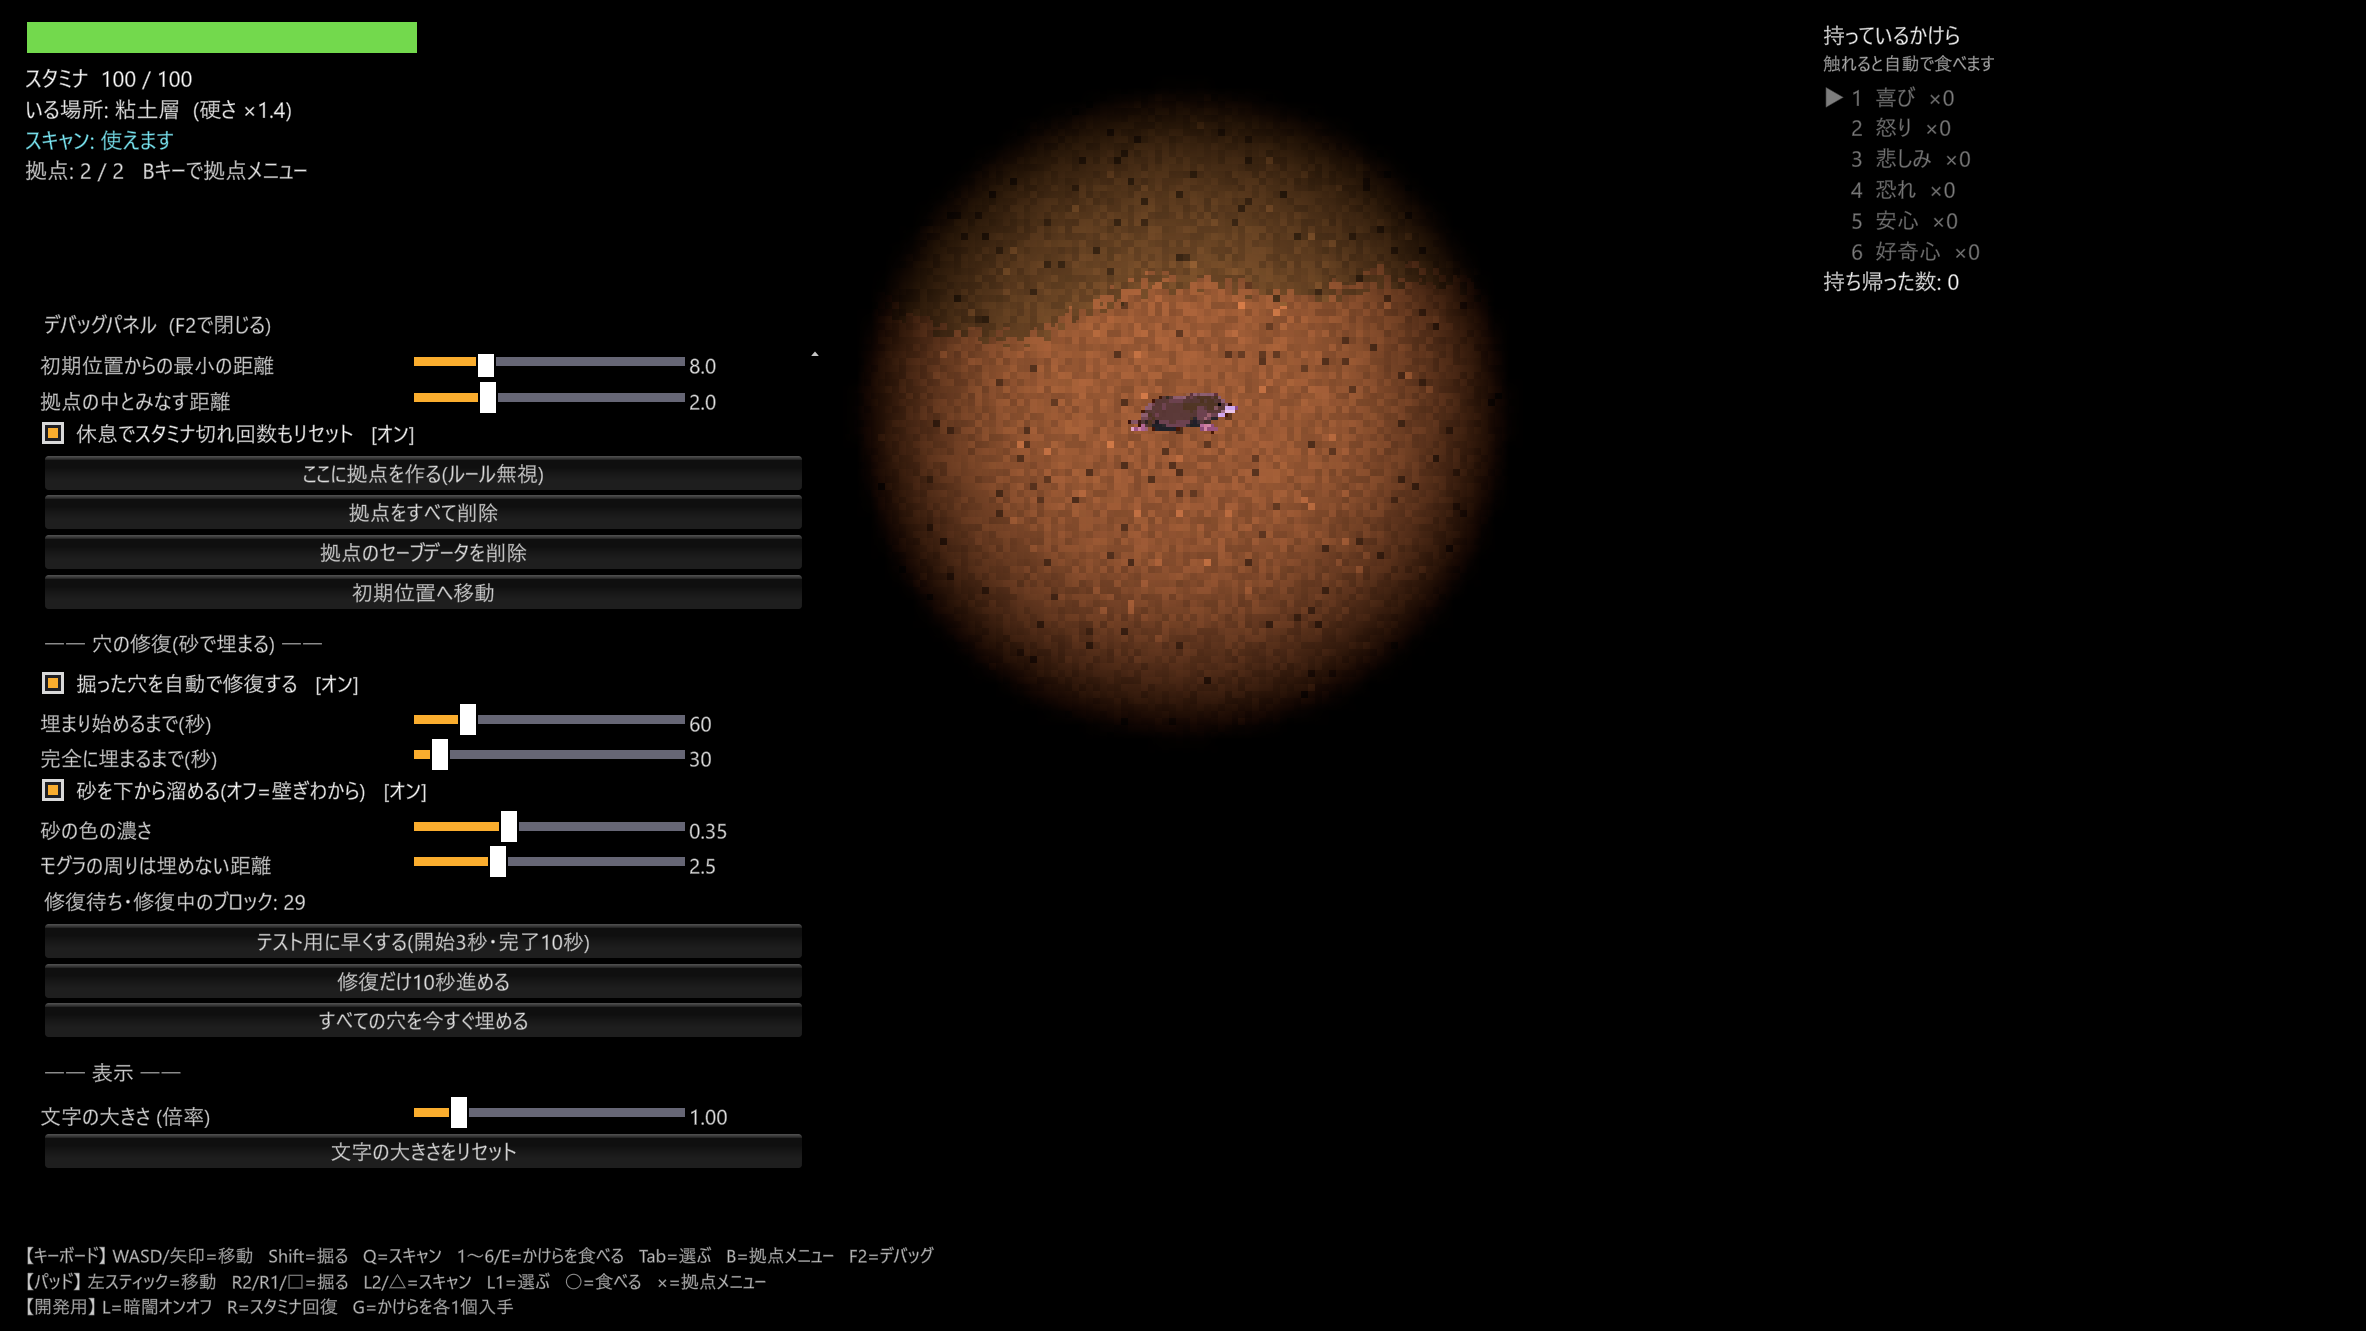 スタミナ 100 / 100
いる場所: 粘土層 (硬さ ×1.4)
スキャン: 使えます
拠点: 2 / 2 Bキーで拠点メニュー
デバッグパネル (F2で閉じる)
初期位置からの最小の距離 8.0
拠点の中とみなす距離 2.0
休息でスタミナ切れ回数もリセット [オン]
ここに拠点を作る(ルール無視)
拠点をすべて削除
拠点のセーブデータを削除
初期位置へ移動
―― 穴の修復(砂で埋まる) ――
掘った穴を自動で修復する [オン]
埋まり始めるまで(秒) 60
完全に埋まるまで(秒) 30
砂を下から溜める(オフ=壁ぎわから) [オン]
砂の色の濃さ 0.35
モグラの周りは埋めない距離 2.5
修復待ち・修復中のブロック: 29
テスト用に早くする(開始3秒・完了10秒)
修復だけ10秒進める
すべての穴を今すぐ埋める
―― 表示 ――
文字の大きさ (倍率) 1.00
文字の大きさをリセット
【キーボード】 WASD/矢印=移動 Shift=掘る Q=スキャン 1〜6/E=かけらを食べる Tab=選ぶ B=拠点メニュー F2=デバッグ
【パッド】 左スティック=移動 R2/R1/□=掘る L2/△=スキャン L1=選ぶ ○=食べる ×=拠点メニュー
【開発用】 L=暗闇オンオフ R=スタミナ回復 G=かけらを各1個入手
持っているかけら
触れると自動で食べます
▶ 1 喜び ×0
2 怒り ×0
3 悲しみ ×0
4 恐れ ×0
5 安心 ×0
6 好奇心 ×0
持ち帰った数: 0